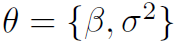 θ = {β, σ²}